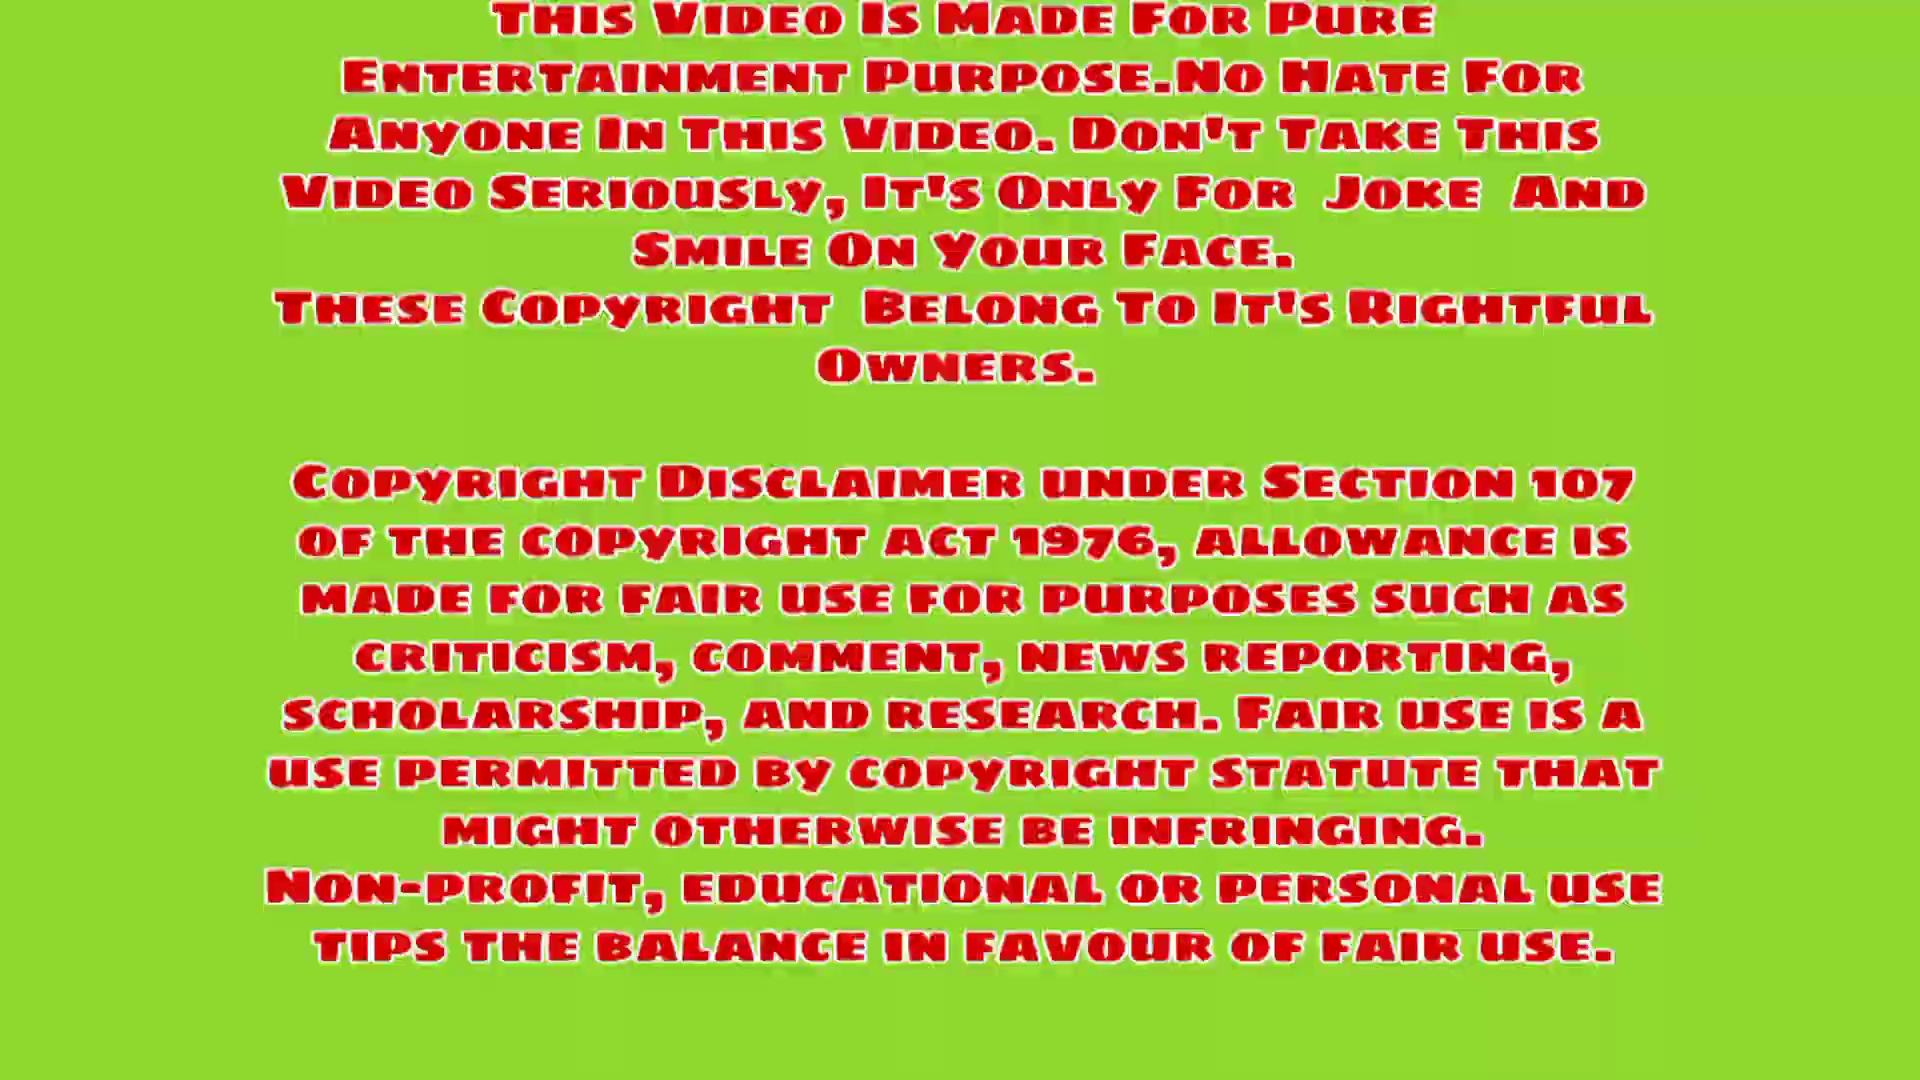 This Video Is Made For Pure
Entertainment Purpose.No Hate For
Anyone In This Video. Don't Take This
Video Seriously, It's Only For Joke And
Smile On Your Face.
These Copyright Belong To It's Rightful
Owners.
Copyright Disclaimer under Section 107
of the copyright act 1976, allowance is
made for fair use for purposes such as
criticism, comment, news reporting,
scholarship, and research. Fair use is a
use permitted by copyright statute that
might otherwise be infringing.
Non-profit, educational or personal use
tips the balance in favour of fair use.